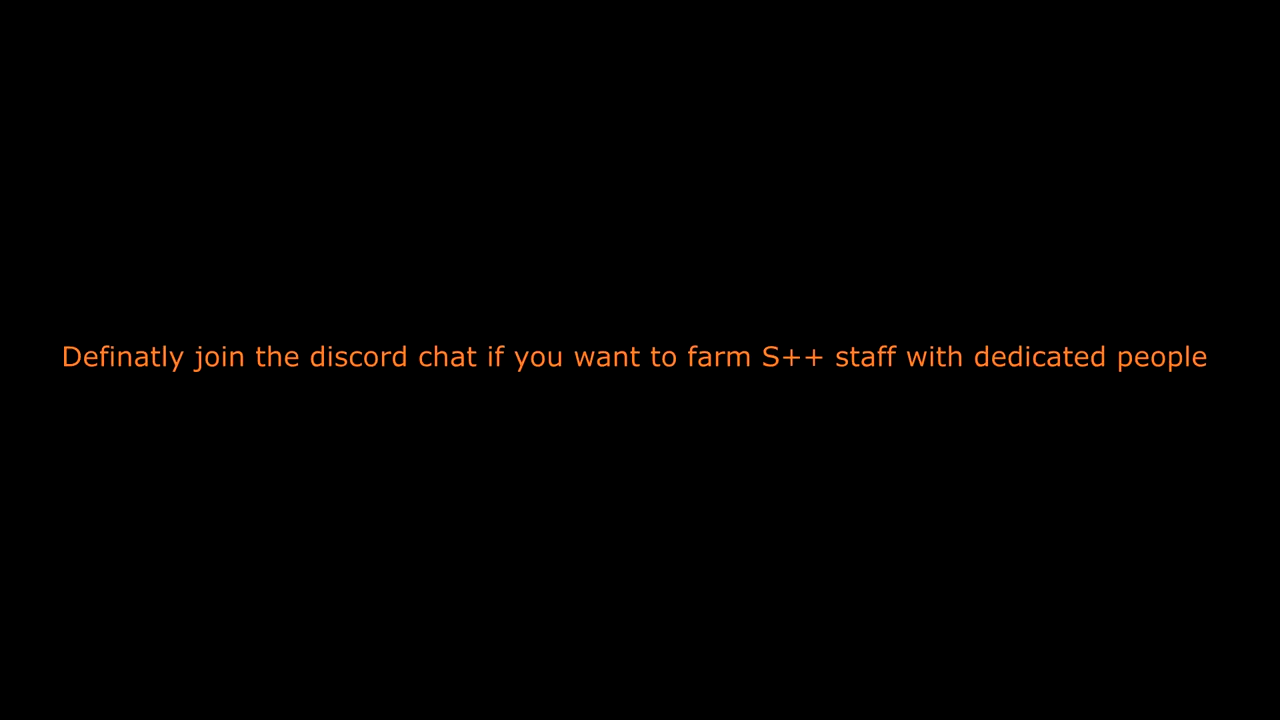 Definatly join the discord chat if you want to farm S++ staff with dedicated people